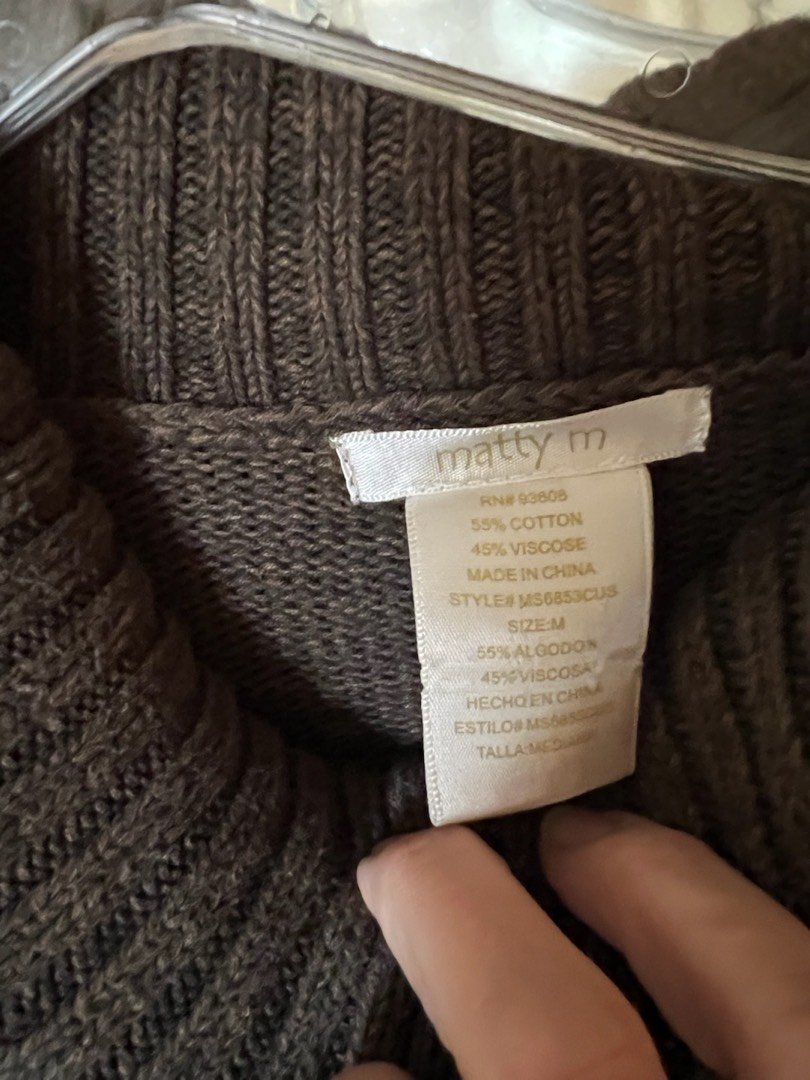 matty m
RN# 93608
55% COTTON
45% VISCOSE
MADE IN CHINA
STYLE# MS6853CUS
SIZE:M
55% ALGODON
45% VISCOSA
HECHO EN CHINA
ESTILO# MS6853CUS
TALLA: